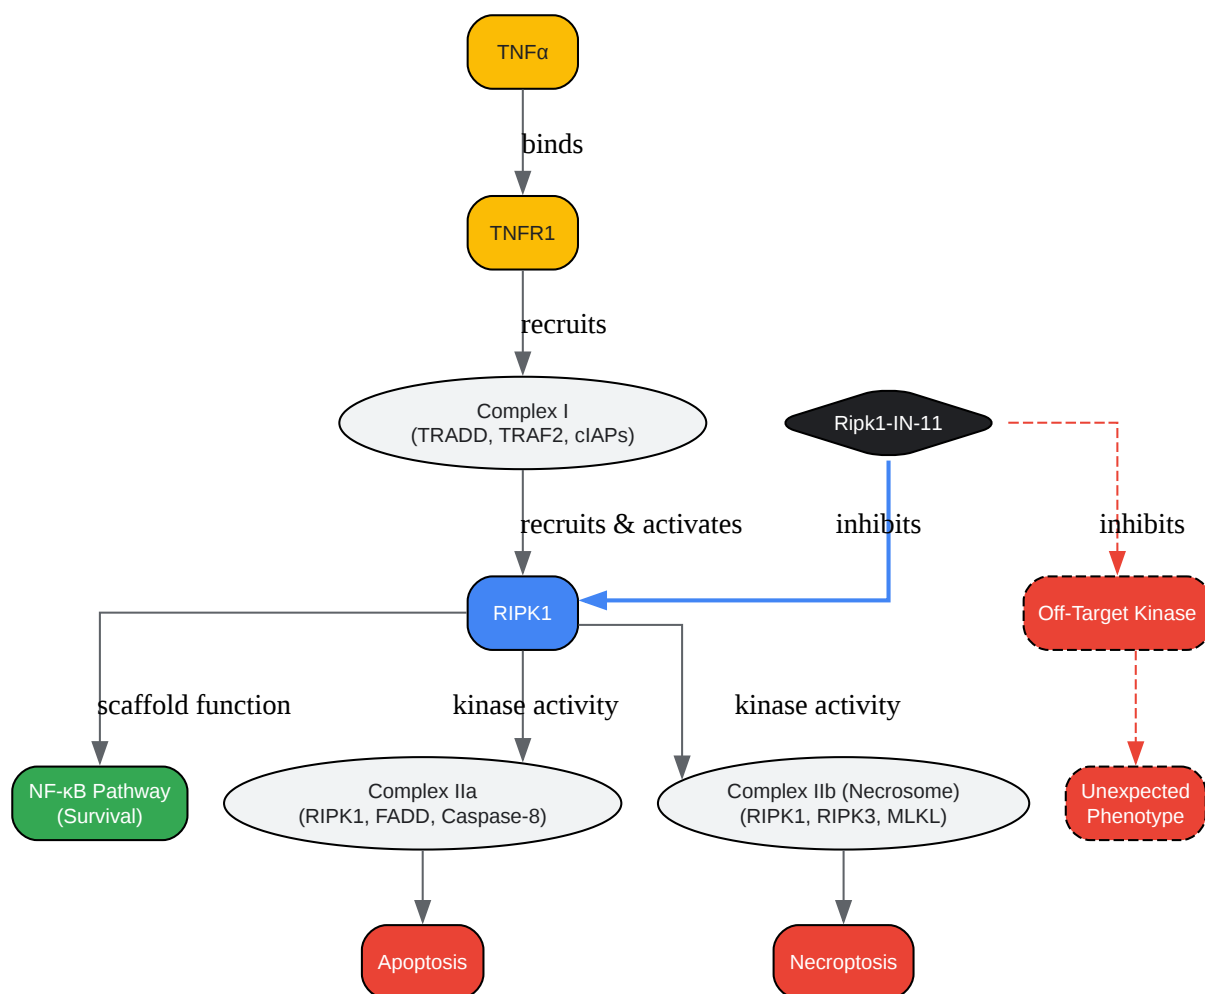 TNFα
binds
TNFR1
recruits
Complex I
(TRADD, TRAF2, cIAPs)
Ripk1-IN-11
recruits & activates
inhibits
inhibits
RIPK1
Off-Target Kinase
scaffold function
kinase activity
kinase activity
NF-κB Pathway
(Survival)
Complex IIa
(RIPK1, FADD, Caspase-8)
Complex IIb (Necrosome)
(RIPK1, RIPK3, MLKL)
Unexpected
Phenotype
Apoptosis
Necroptosis